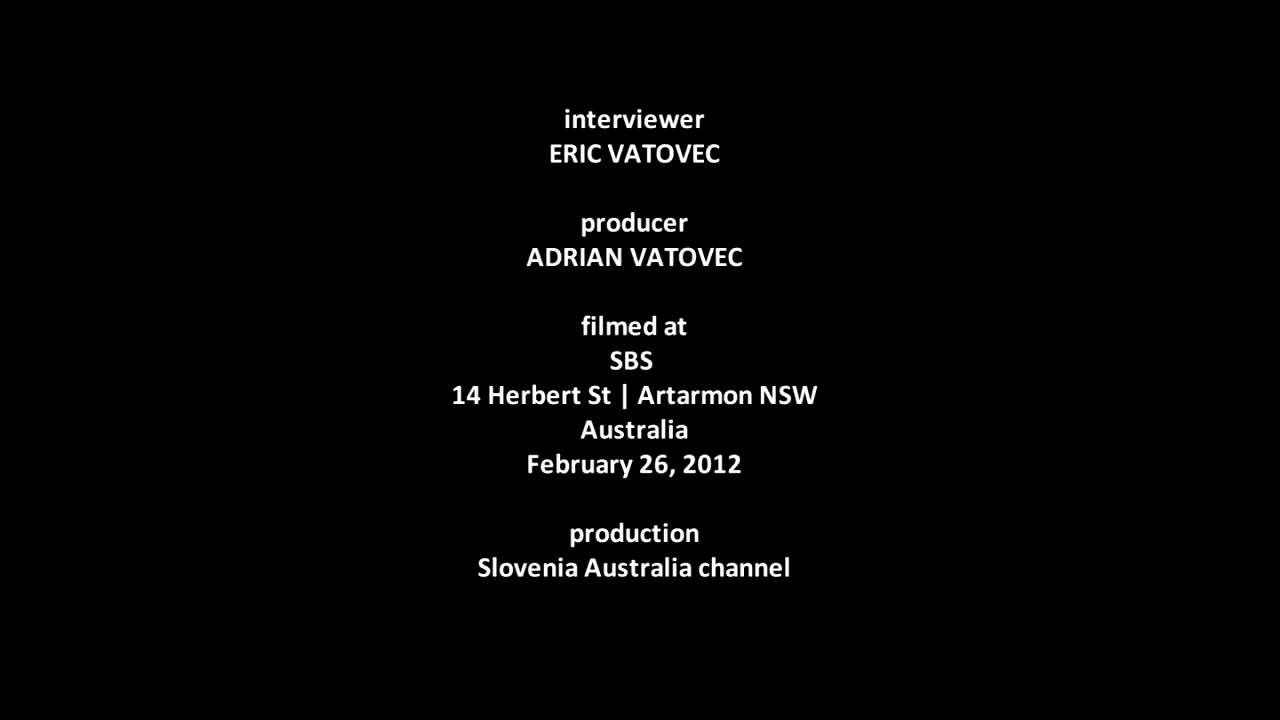 interviewer
ERIC VATOVEC
producer
ADRIAN VATOVEC
filmed at
SBS
14 Herbert St | Artarmon NSW
Australia
February 26, 2012
production
Slovenia Australia channel